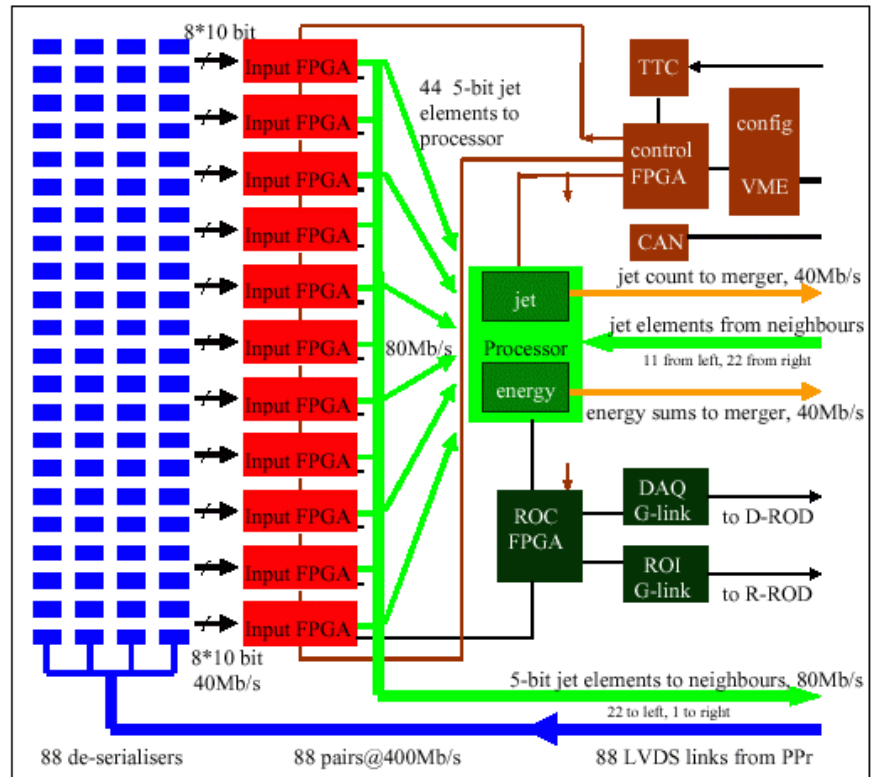 8*10 bit
Input FPGA
Input FPGA
Input FPGA
Input FPGA
Input FPGA
Input FPGA
Input FPGA
Input FPGA
Input FPGA
Input FPGA
Input FPGA
8*10 bit
40Mb/s
44 5-bit jet
elements to
processor
80Mb/s
TTC
control
FPGA
config
VME
CAN
jet
Processor
energy
jet count to merger, 40Mb/s
jet elements from neighbours
11 from left, 22 from right
energy sums to merger, 40Mb/s
ROC
FPGA
DAQ
G-link
to D-ROD
ROI
G-link
to R-ROD
5-bit jet elements to neighbours, 80Mb/s
22 to left, 1 to right
88 de-serialisers
88 pairs@400Mb/s
88 LVDS links from PPr